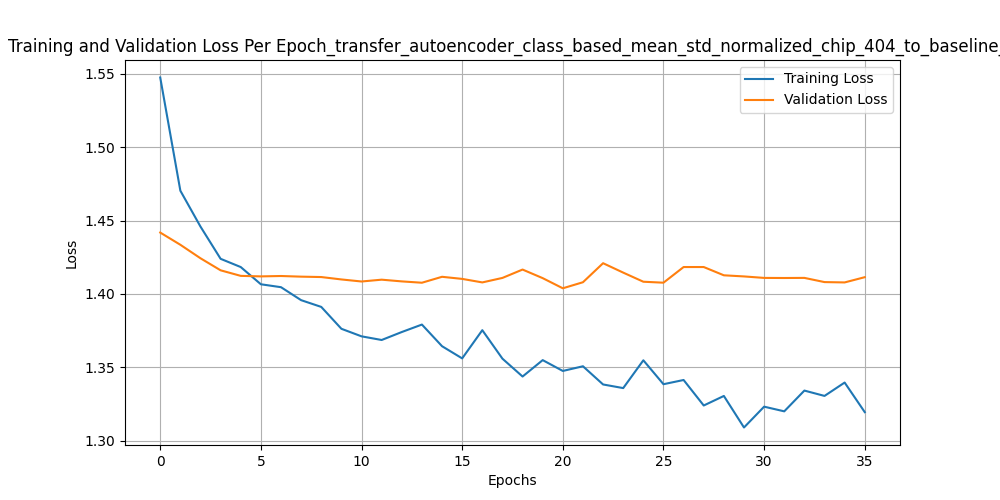 Training and Validation Loss Per Epoch_transfer_autoencoder_class_based_mean_std_normalized_chip_404_to_baseline_
Training Loss
Validation Loss
1.55
1.50
1.45
1.40
1.35
1.30
Loss
0 5 10 15 20 25 30 35
Epochs